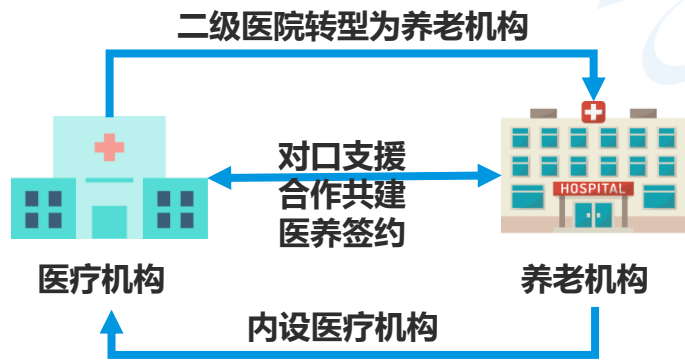 二级医院转型为养老机构
对口支援
合作共建
医养签约
HOSPITAL
医疗机构
养老机构
内设医疗机构